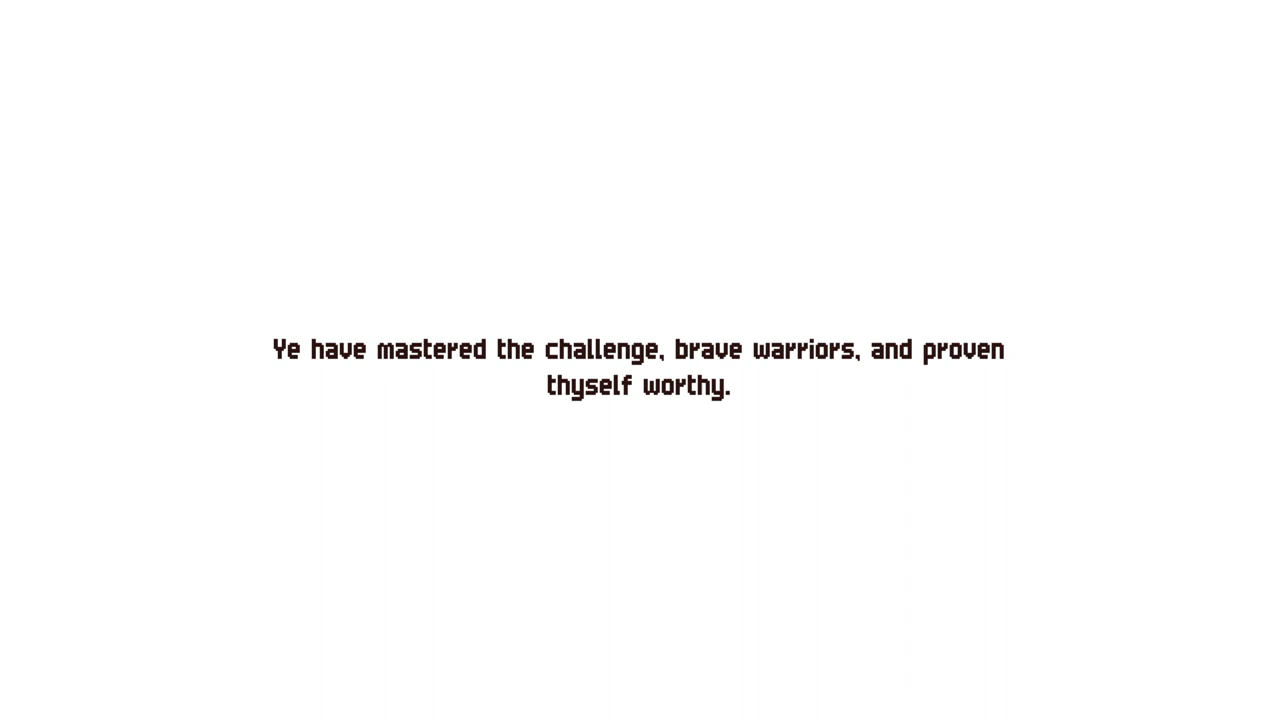 Ye have mastered the challenge, brave warriors, and proven
thyself worthy.